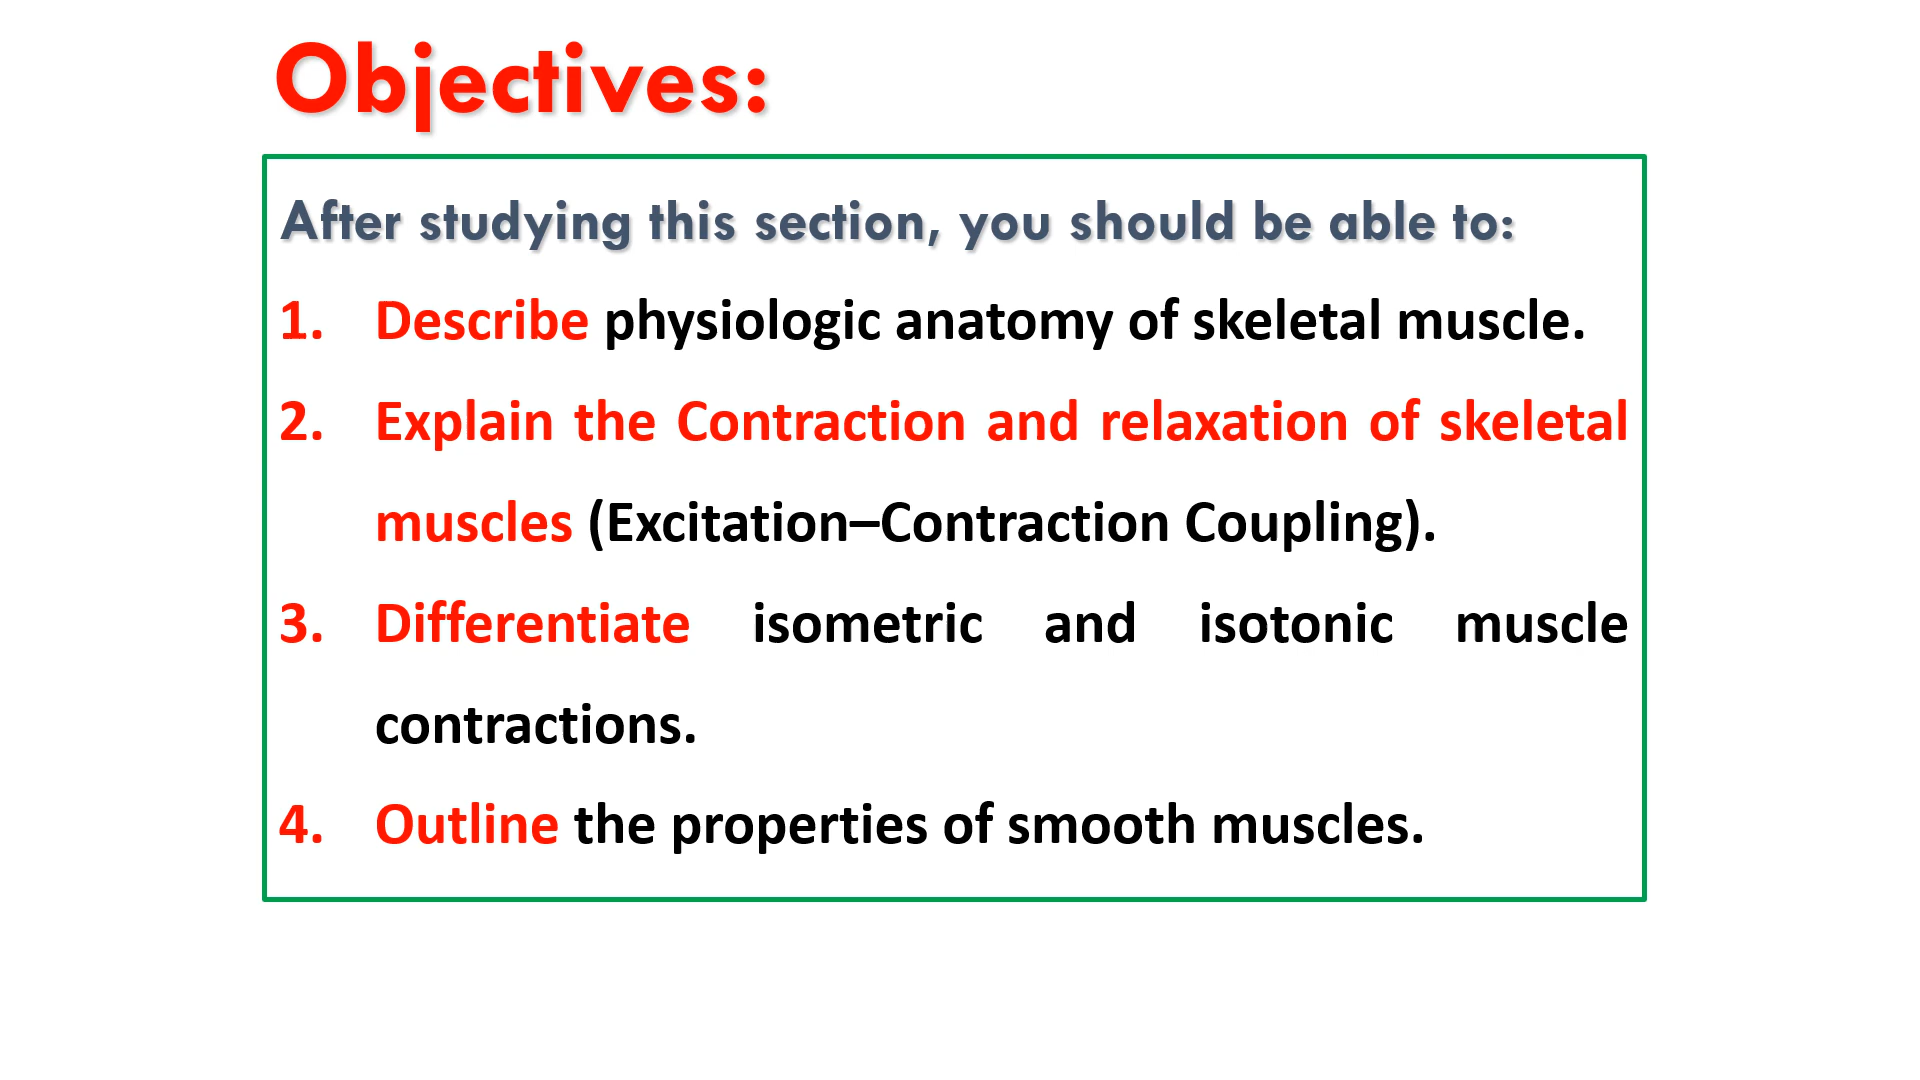 Objectives:
After studying this section, you should be able to:
1. Describe physiologic anatomy of skeletal muscle.
2. Explain the Contraction and relaxation of skeletal
muscles (Excitation–Contraction Coupling).
3. Differentiate isometric and isotonic muscle
contractions.
4. Outline the properties of smooth muscles.